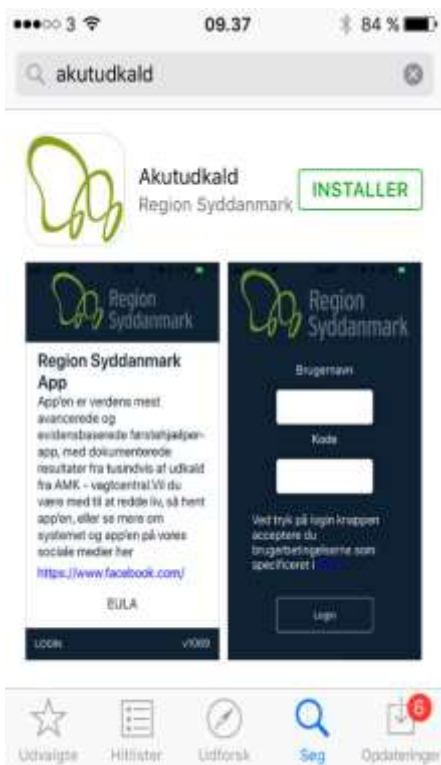 3 09.37 84 %
akutudkald
Akutudkald
Region Syddanmark
INSTALLER
Region
Syddanmark
Region Syddanmark
App
App'en er verdens mest
avancerede og
evidensbaserede førstehjælper-
app, med dokumenterede
resultater fra tusindvis af udkald
fra AMK - vagtcentral.Vil du
være med til at redde liv, så hent
app'en, eller se mere om
systemet og app'en på vores
sociale medier her
https://www.facebook.com/
EULA
LOGIN v1069
Region
Syddanmark
Brugernavn
Kode
Ved tryk på login knappen
accepterer du
brugerbetingelserne som
specificeret i
Login
Udvalgte Hitlister Udforsk Søg Opdateringer
6